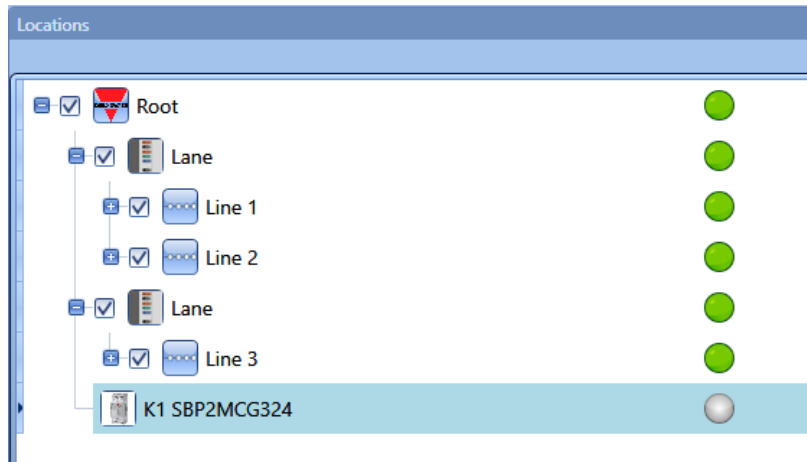 Locations
Root
Lane
Line 1
Line 2
Lane
Line 3
K1 SBP2MCG324